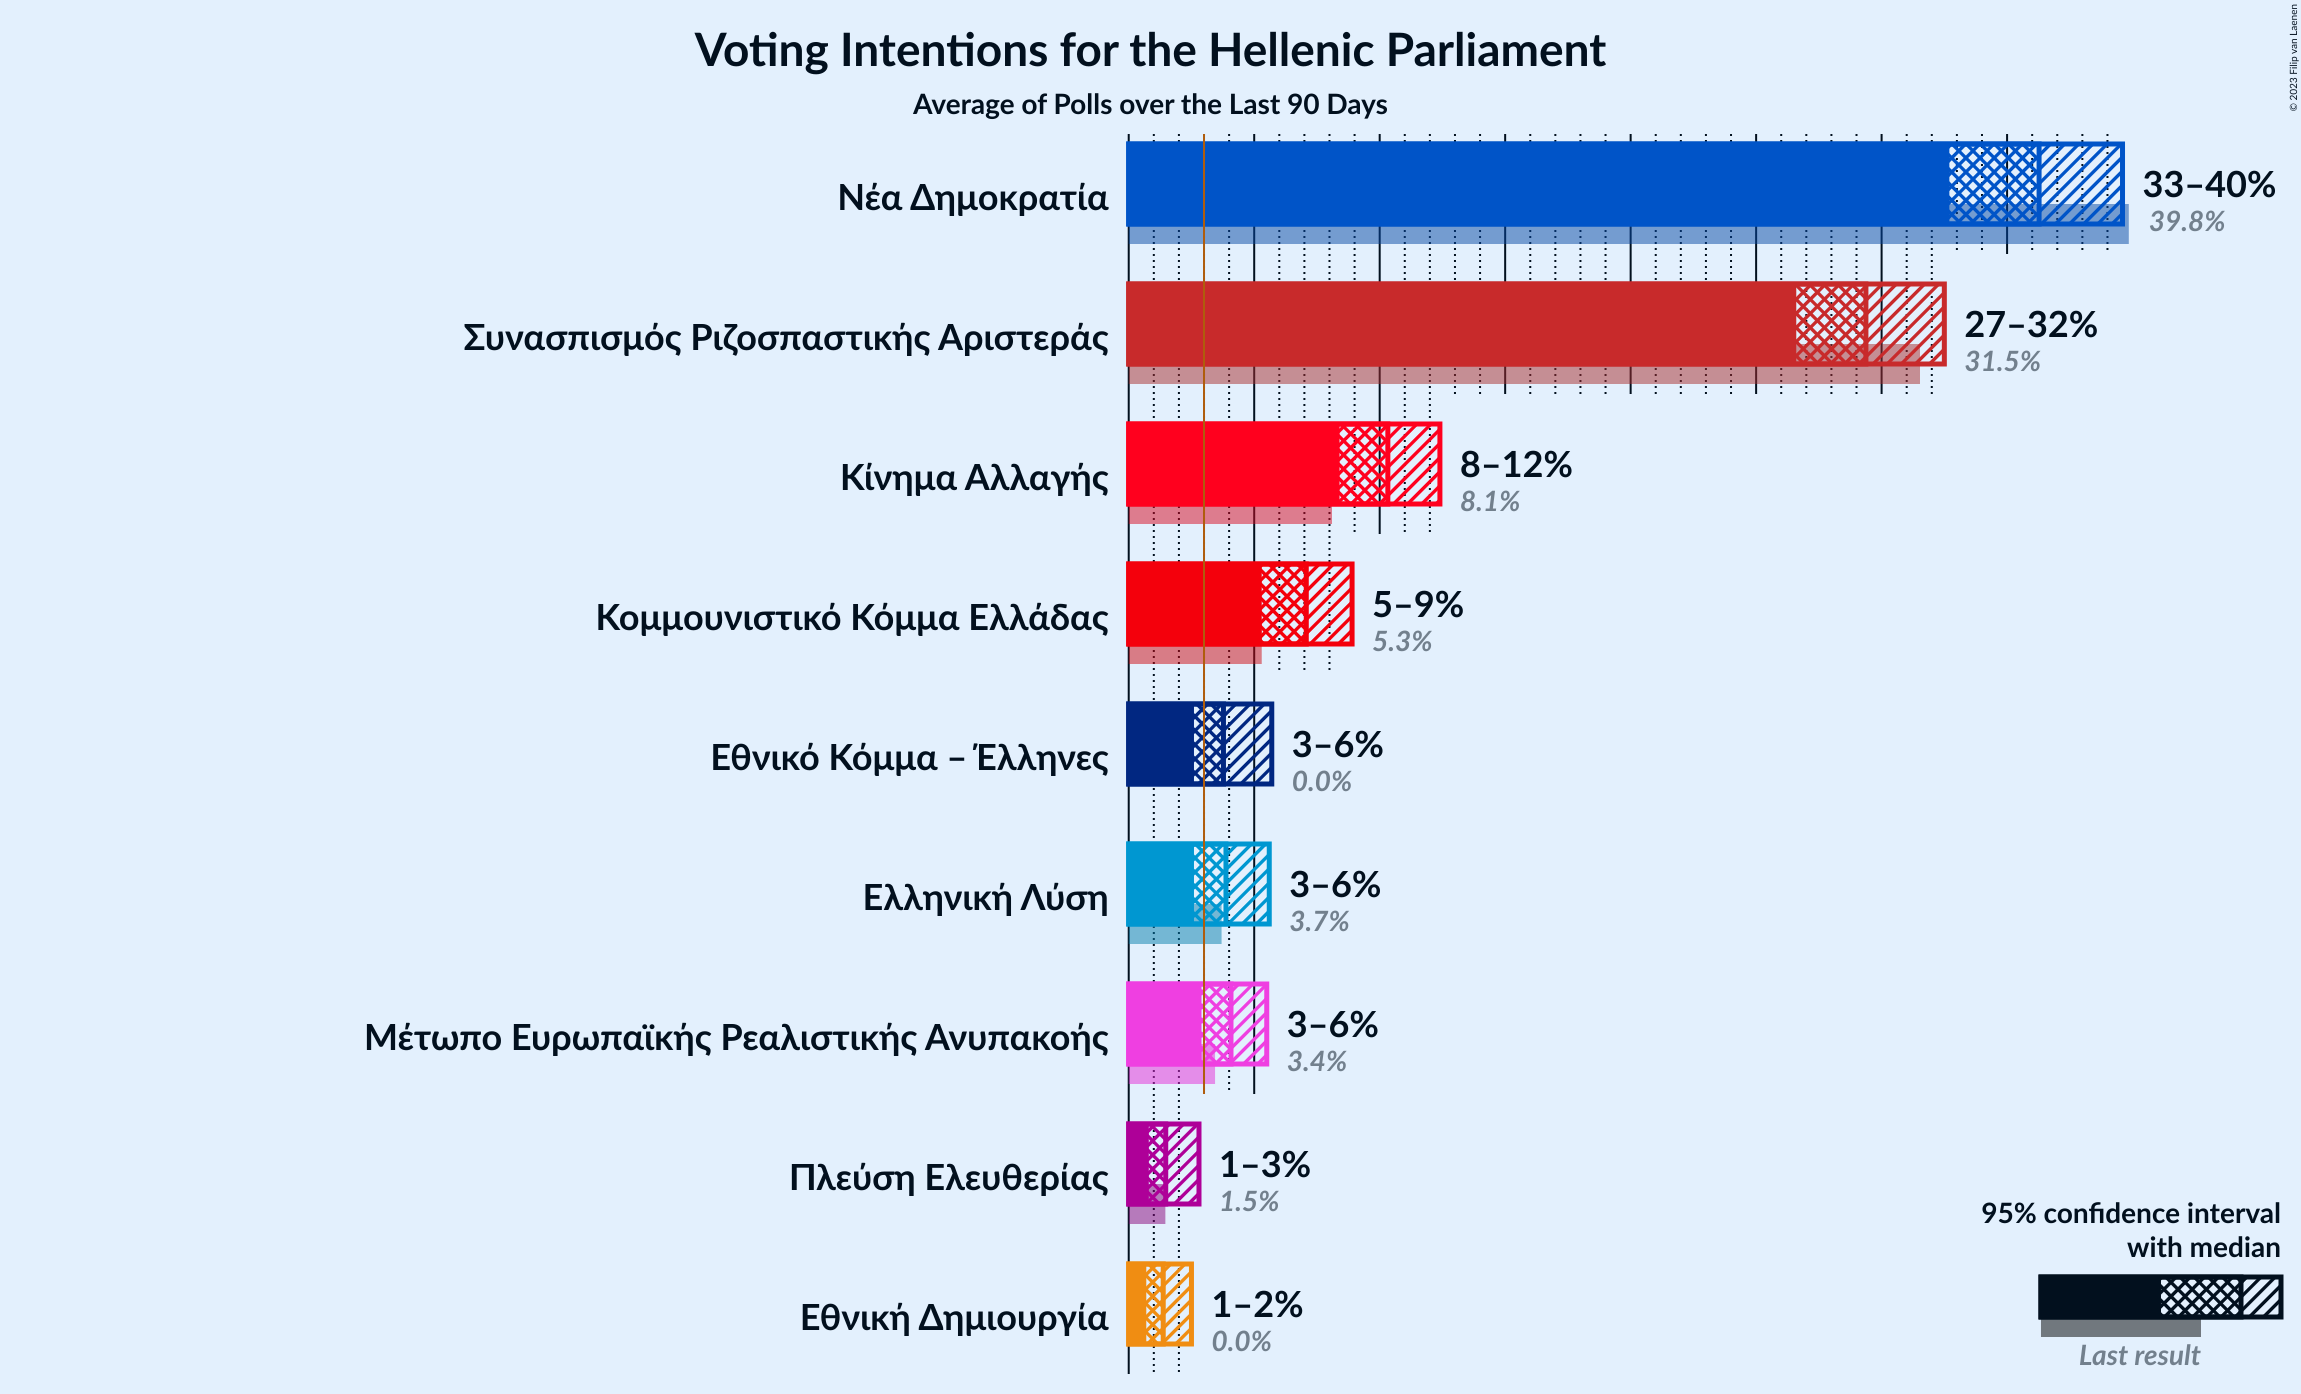 Voting Intentions for the Hellenic Parliament
Average of Polls over the Last 90 Days
© 2023 Filip van Laenen
Νέα Δημοκρατία
33–40%
39.8%
Συνασπισμός Ριζοσπαστικής Αριστεράς
27–32%
31.5%
Κίνημα Αλλαγής
8–12%
8.1%
Κομμουνιστικό Κόμμα Ελλάδας
5–9%
5.3%
Εθνικό Κόμμα – Έλληνες
3–6%
0.0%
Ελληνική Λύση
3–6%
3.7%
Μέτωπο Ευρωπαϊκής Ρεαλιστικής Ανυπακοής
3–6%
3.4%
Πλεύση Ελευθερίας
1–3%
1.5%
Εθνική Δημιουργία
1–2%
0.0%
95% confidence interval
with median
Last result